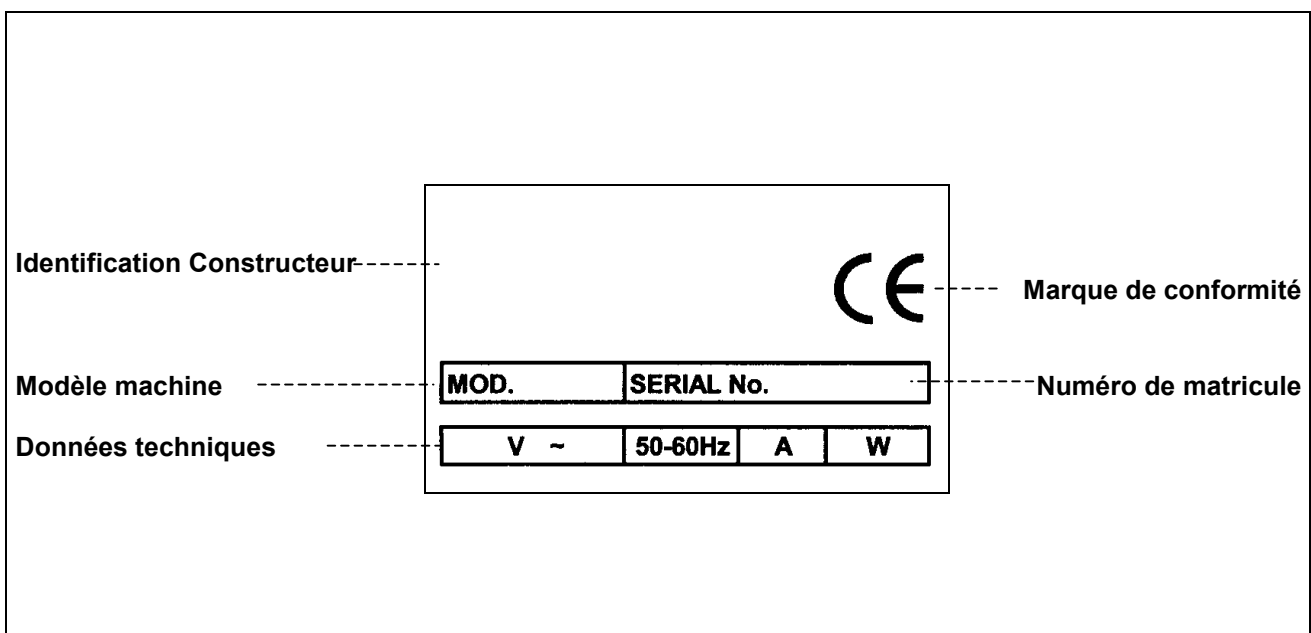 Identification Constructeur
CE
Marque de conformité
Modèle machine
MOD.
SERIAL No.
Numéro de matricule
Données techniques
V ~
50-60Hz
A
W